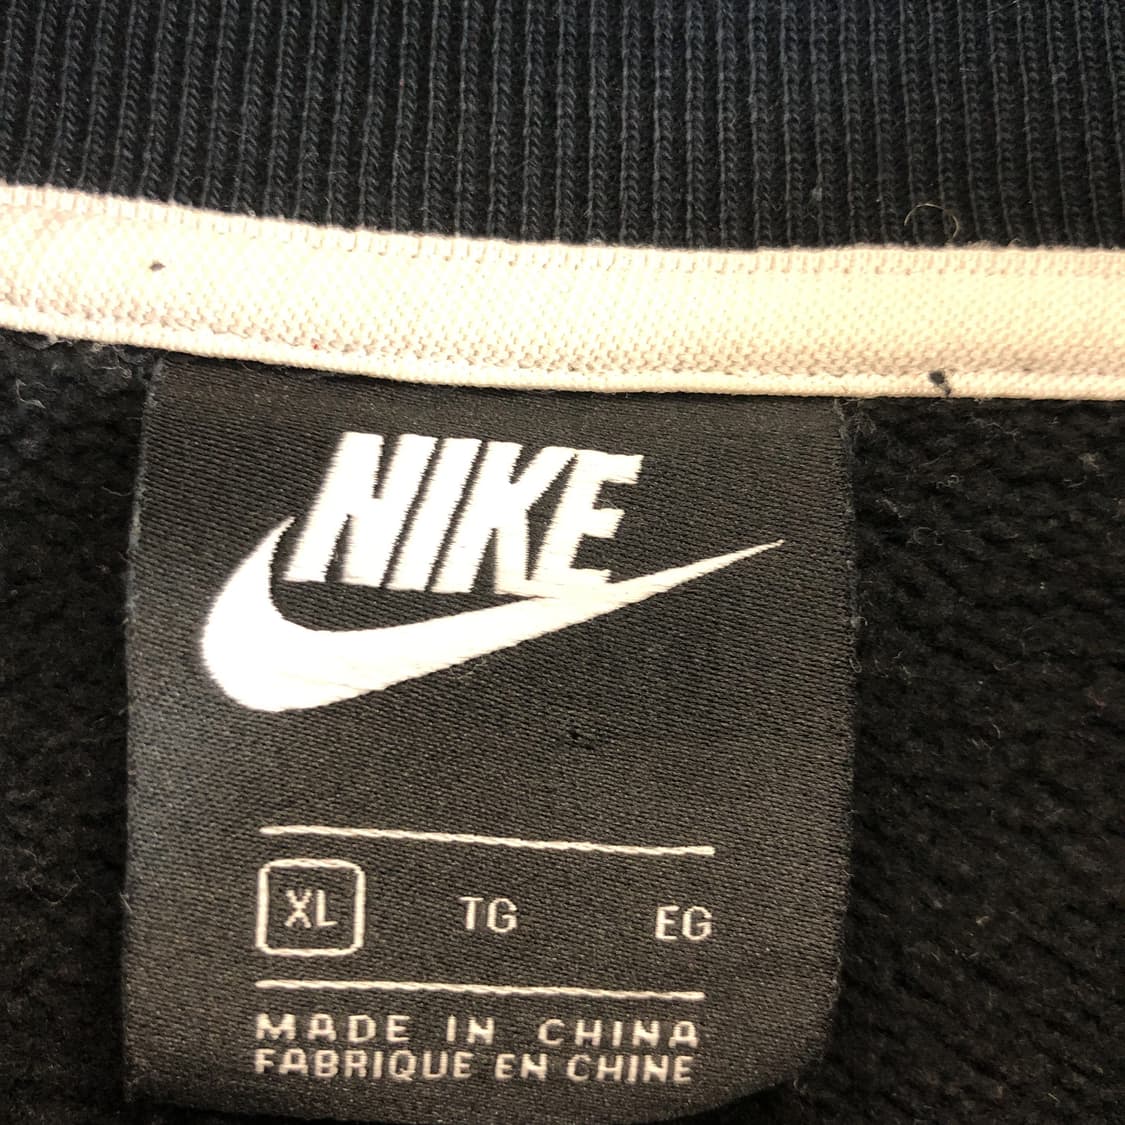 NIKE
XL TG EG
MADE IN CHINA
FABRIQUE EN CHINE